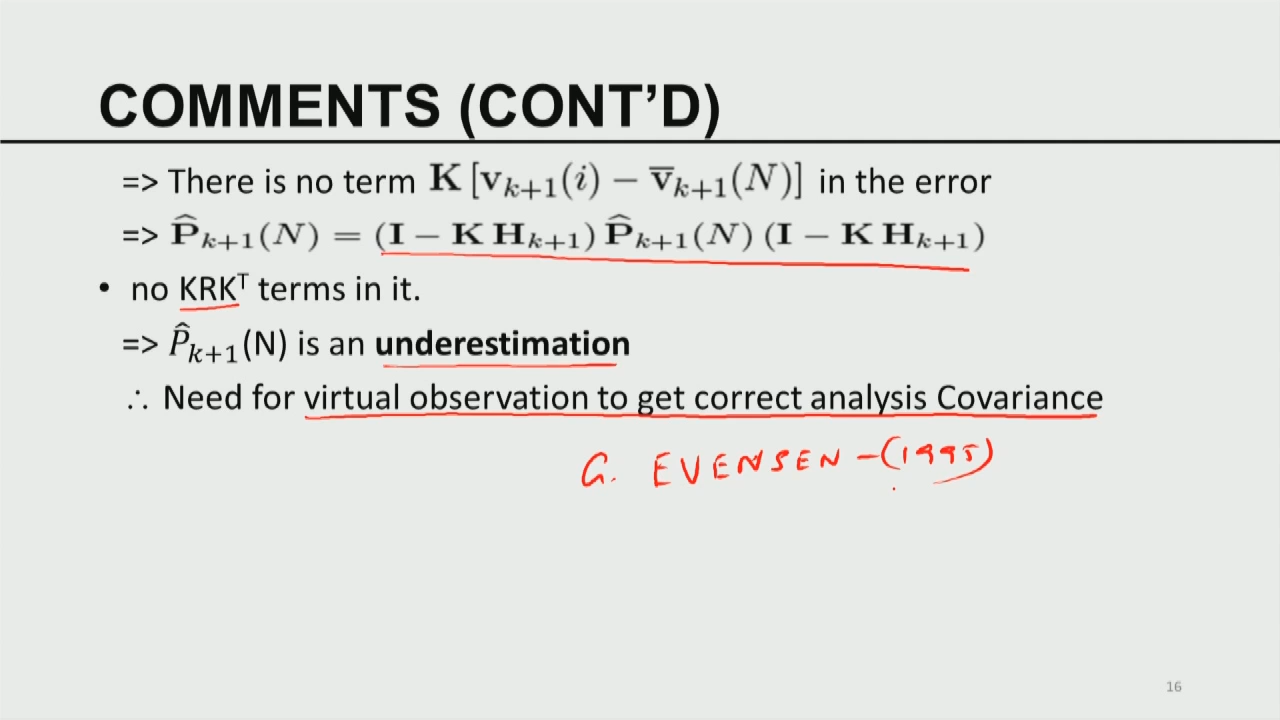 COMMENTS (CONT’D)
=> There is no term K [v_{k+1}(i) − v̅_{k+1}(N)] in the error
=> P̂_{k+1}(N) = (I − K H_{k+1}) P̂_{k+1}(N) (I − K H_{k+1})
• no KRKᵀ terms in it.
=> P̂_{k+1}(N) is an underestimation
∴ Need for virtual observation to get correct analysis Covariance
G. EVENSEN - (1995)
16